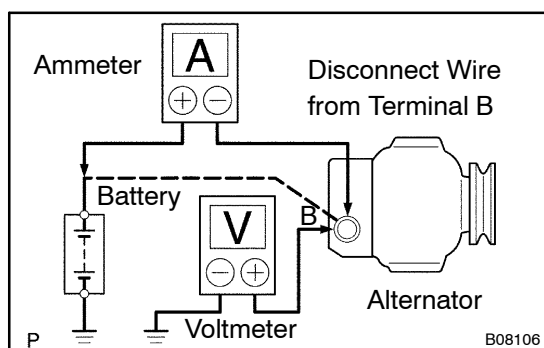 Ammeter
A
+ −
Disconnect Wire
from Terminal B
Battery
V
− +
B
Voltmeter
Alternator
P
B08106